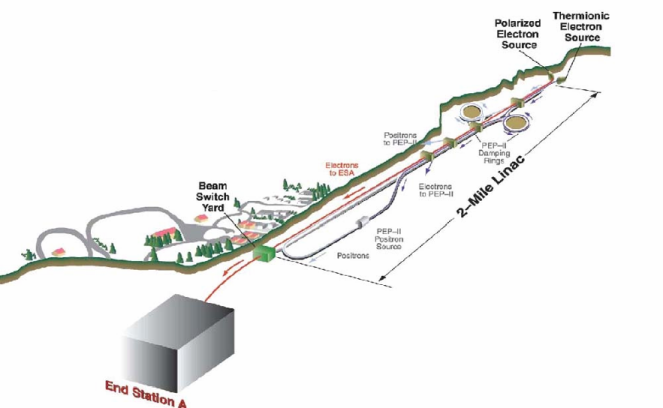 Thermionic
Electron
Source
Polarized
Electron
Source
Positrons
to PEP-II
PEP-II
Damping
Rings
Electrons
to ESA
Electrons
to PEP-II
2-Mile Linac
Beam
Switch
Yard
PEP-II
Positron
Source
Positrons
End Station A